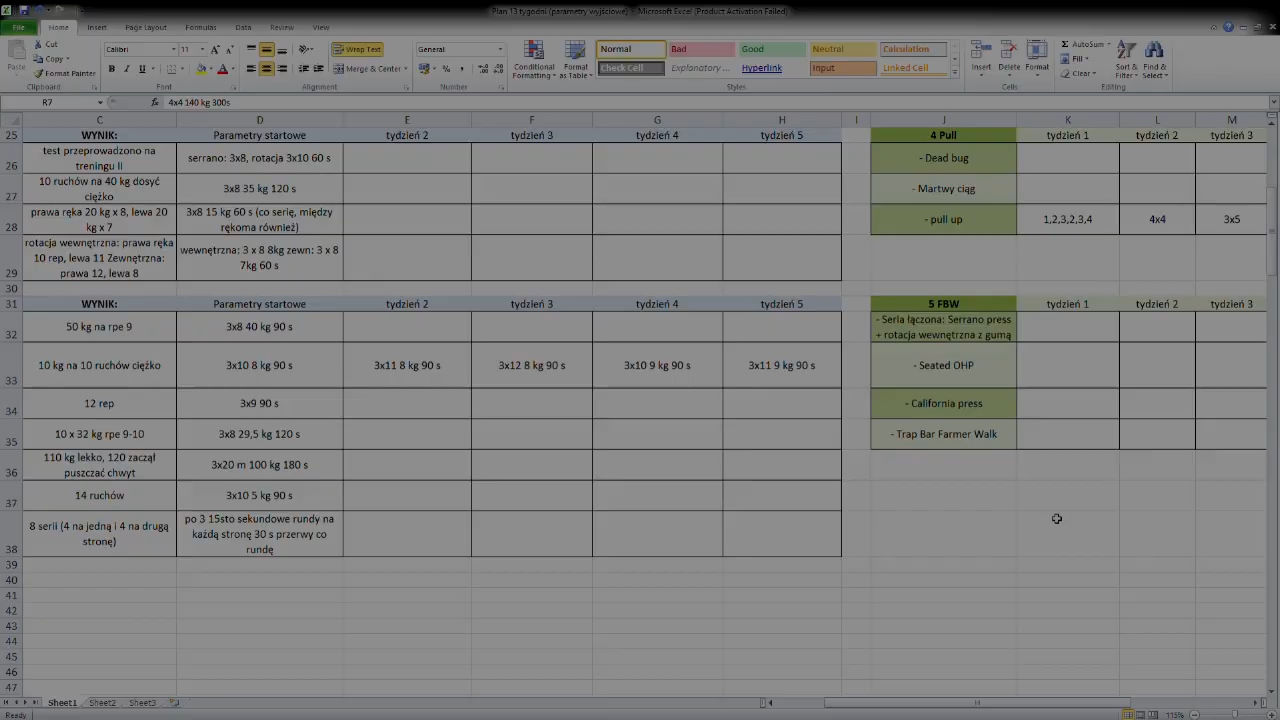 Plan 13 tygodni (parametry wyjściowe) - Microsoft Excel (Product Activation Failed)
File Home Insert Page Layout Formulas Data Review View
Cut
Copy
Format Painter
Paste
Clipboard
Calibri 11
B I U
Font
Wrap Text
Merge & Center
Alignment
General
Number
Conditional Formatting
Format as Table
Normal Bad Good Neutral Calculation
Check Cell Explanatory ... Hyperlink Input Linked Cell
Styles
Insert Delete Format
Cells
AutoSum
Fill
Clear
Sort & Filter
Find & Select
Editing
R7 fx 4x4 140 kg 300s
C D E F G H I J K L M
25 WYNIK: Parametry startowe tydzień 2 tydzień 3 tydzień 4 tydzień 5 4 Pull tydzień 1 tydzień 2 tydzień 3
26 test przeprowadzono na treningu II serrano: 3x8, rotacja 3x10 60 s - Dead bug
27 10 ruchów na 40 kg dosyć ciężko 3x8 35 kg 120 s - Martwy ciąg
28 prawa ręka 20 kg x 8, lewa 20 kg x 7 3x8 15 kg 60 s (co serię, między rękoma również) - pull up 1,2,3,2,3,4 4x4 3x5
29 rotacja wewnętrzna: prawa ręka 10 rep, lewa 11 Zewnętrzna: prawa 12, lewa 8 wewnętrzna: 3 x 8 8kg zewn: 3 x 8 7kg 60 s
30
31 WYNIK: Parametry startowe tydzień 2 tydzień 3 tydzień 4 tydzień 5 5 FBW tydzień 1 tydzień 2 tydzień 3
32 50 kg na rpe 9 3x8 40 kg 90 s - Seria łączona: Serrano press + rotacja wewnętrzna z gumą
33 10 kg na 10 ruchów ciężko 3x10 8 kg 90 s 3x11 8 kg 90 s 3x12 8 kg 90 s 3x10 9 kg 90 s 3x11 9 kg 90 s - Seated OHP
34 12 rep 3x9 90 s - California press
35 10 x 32 kg rpe 9-10 3x8 29,5 kg 120 s - Trap Bar Farmer Walk
36 110 kg lekko, 120 zaczął puszczać chwyt 3x20 m 100 kg 180 s
37 14 ruchów 3x10 5 kg 90 s
38 8 serii (4 na jedną i 4 na drugą stronę) po 3 15sto sekundowe rundy na każdą stronę 30 s przerwy co rundę
39
40
41
42
43
44
45
46
47
Sheet1 Sheet2 Sheet3
Ready 115%